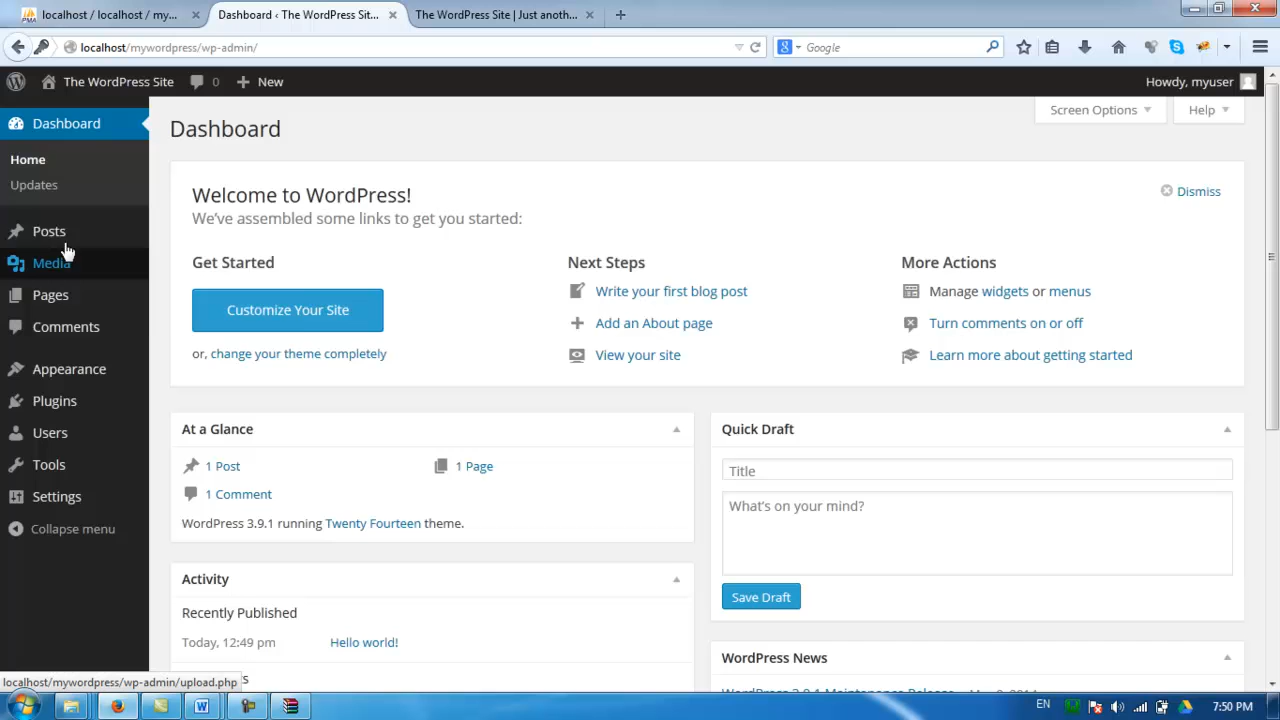 localhost / localhost / my...
Dashboard ‹ The WordPress Sit...
The WordPress Site | Just anoth...
localhost/mywordpress/wp-admin/
Google
The WordPress Site
0
New
Howdy, myuser
Dashboard
Home
Updates
Posts
Media
Pages
Comments
Appearance
Plugins
Users
Tools
Settings
Collapse menu
Screen Options
Help
Dashboard
Welcome to WordPress!
We've assembled some links to get you started:
Dismiss
Get Started
Customize Your Site
or, change your theme completely
Next Steps
Write your first blog post
Add an About page
View your site
More Actions
Manage widgets or menus
Turn comments on or off
Learn more about getting started
At a Glance
1 Post
1 Page
1 Comment
WordPress 3.9.1 running Twenty Fourteen theme.
Activity
Recently Published
Today, 12:49 pm
Hello world!
Quick Draft
Title
What's on your mind?
Save Draft
WordPress News
localhost/mywordpress/wp-admin/upload.php
EN
7:50 PM